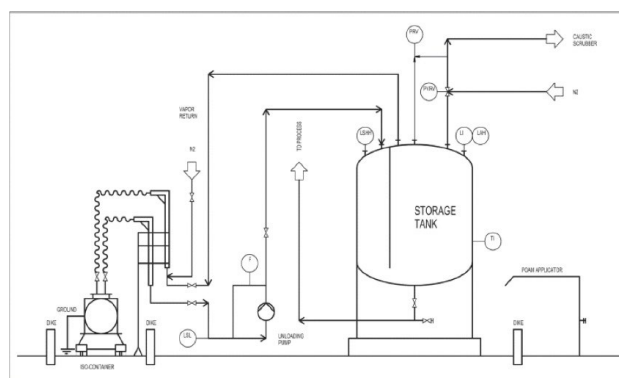 PRV
CAUSTIC
SCRUBBER
PVRV
N2
VAPOR
RETURN
N2
TO PROCESS
LSHH
LI
LAH
STORAGE
TANK
TI
FOAM APPLICATOR
F
GROUND
DIKE
DIKE
LSL
UNLOADING
PUMP
DIKE
ISO-CONTAINER